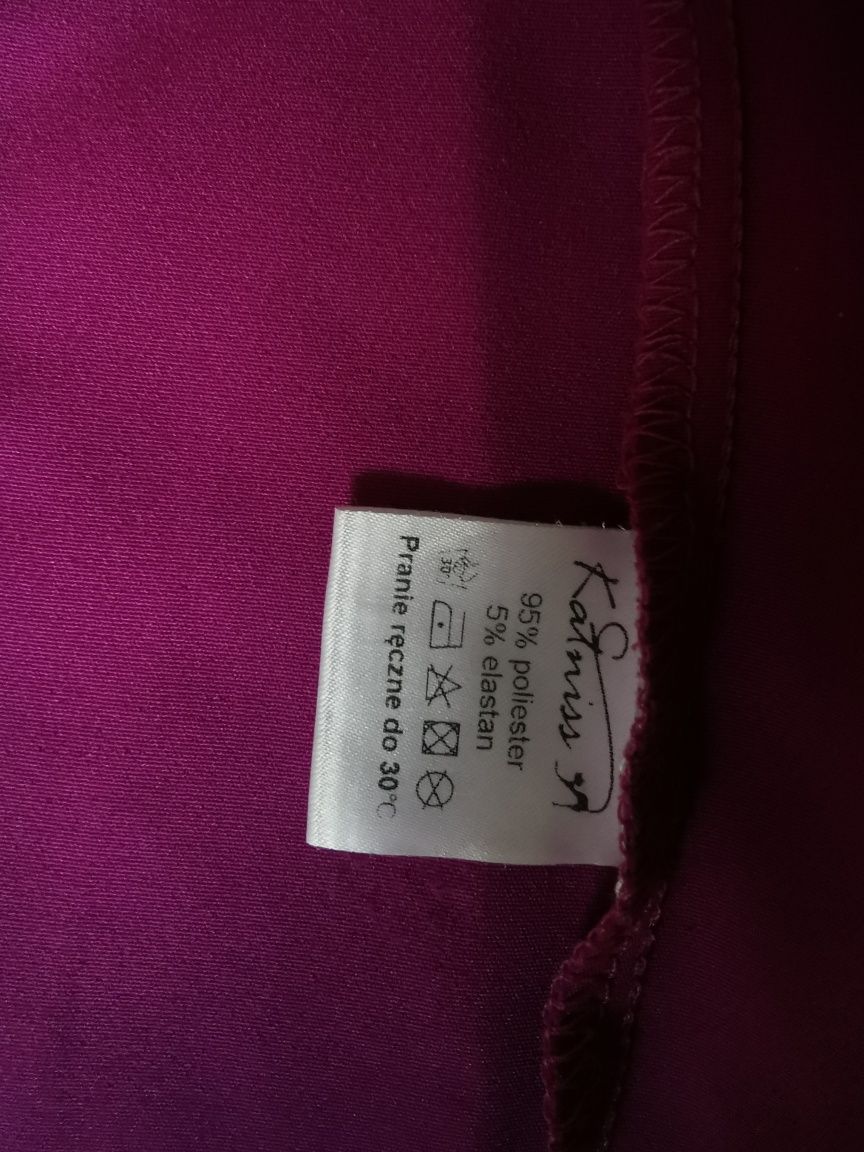 Katniss
95% poliester
5% elastan
30°
Pranie ręczne do 30°C